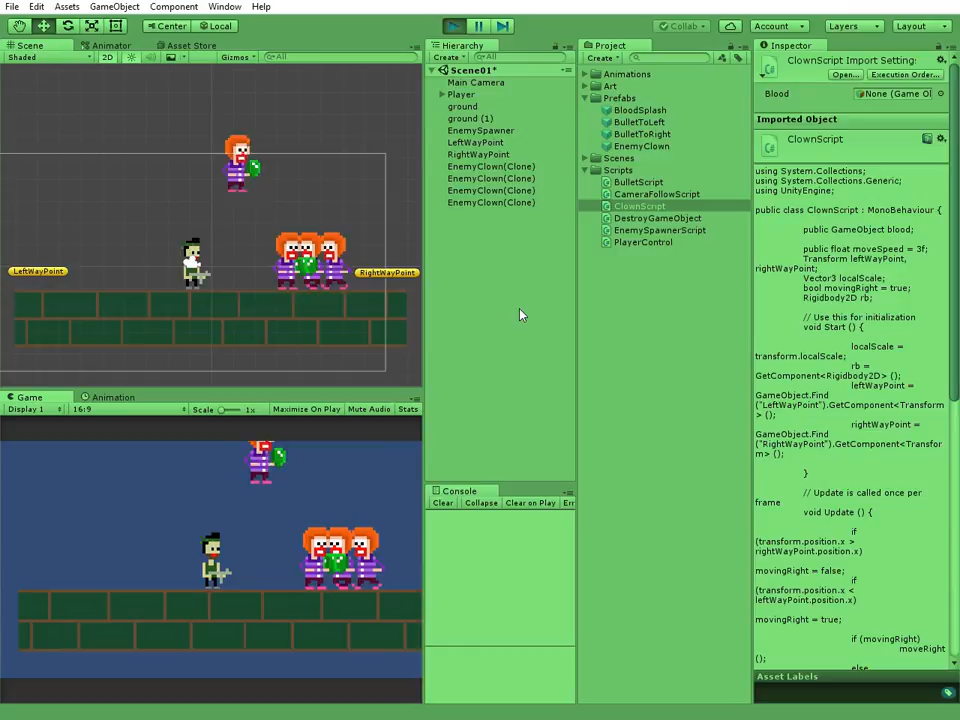 File Edit Assets GameObject Component Window Help
Center Local Collab Account Layers Layout
Scene Animator Asset Store
Shaded 2D Gizmos All
LeftWayPoint
RightWayPoint
Game Animation
Display 1 16:9 Scale 1x Maximize On Play Mute Audio Stats
Hierarchy
Create All
Scene01*
Main Camera
Player
ground
ground (1)
EnemySpawner
LeftWayPoint
RightWayPoint
EnemyClown(Clone)
EnemyClown(Clone)
EnemyClown(Clone)
EnemyClown(Clone)
Console
Clear Collapse Clear on Play Err
Project
Create
Animations
Art
Prefabs
BloodSplash
BulletToLeft
BulletToRight
EnemyClown
Scenes
Scripts
BulletScript
CameraFollowScript
ClownScript
DestroyGameObject
EnemySpawnerScript
PlayerControl
Inspector
ClownScript Import Setting:
Open... Execution Order...
Blood None (Game Ol
Imported Object
ClownScript
using System.Collections;
using System.Collections.Generic;
using UnityEngine;
public class ClownScript : MonoBehaviour {
public GameObject blood;
public float moveSpeed = 3f;
Transform leftWayPoint,
rightWayPoint;
Vector3 localScale;
bool movingRight = true;
Rigidbody2D rb;
// Use this for initialization
void Start () {
localScale =
transform.localScale;
rb =
GetComponent<Rigidbody2D> ();
leftWayPoint =
GameObject.Find
("LeftWayPoint").GetComponent<Transform
> ();
rightWayPoint =
GameObject.Find
("RightWayPoint").GetComponent<Transfor
m> ();
}
// Update is called once per
frame
void Update () {
if
(transform.position.x >
rightWayPoint.position.x)
movingRight = false;
if
(transform.position.x <
leftWayPoint.position.x)
movingRight = true;
if (movingRight)
moveRight
();
else
Asset Labels